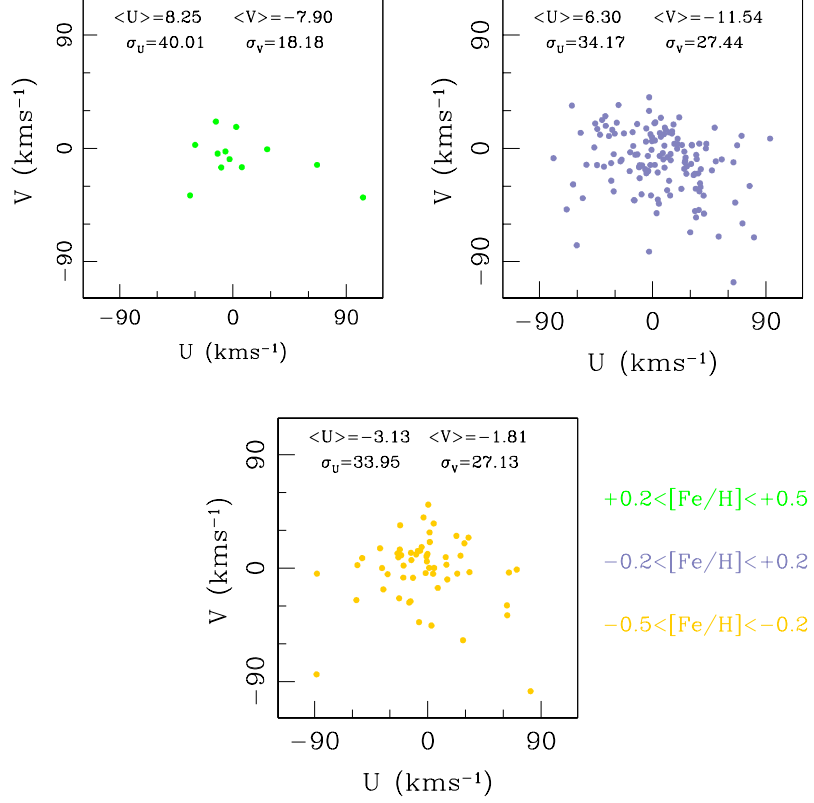 <U>=8.25 <V>=−7.90
σU=40.01 σV=18.18
90
0
−90
V (kms−1)
−90 0 90
U (kms−1)
<U>=6.30 <V>=−11.54
σU=34.17 σV=27.44
90
0
−90
V (kms−1)
−90 0 90
U (kms−1)
<U>=−3.13 <V>=−1.81
σU=33.95 σV=27.13
90
0
−90
V (kms−1)
−90 0 90
U (kms−1)
+0.2<[Fe/H]<+0.5
−0.2<[Fe/H]<+0.2
−0.5<[Fe/H]<−0.2